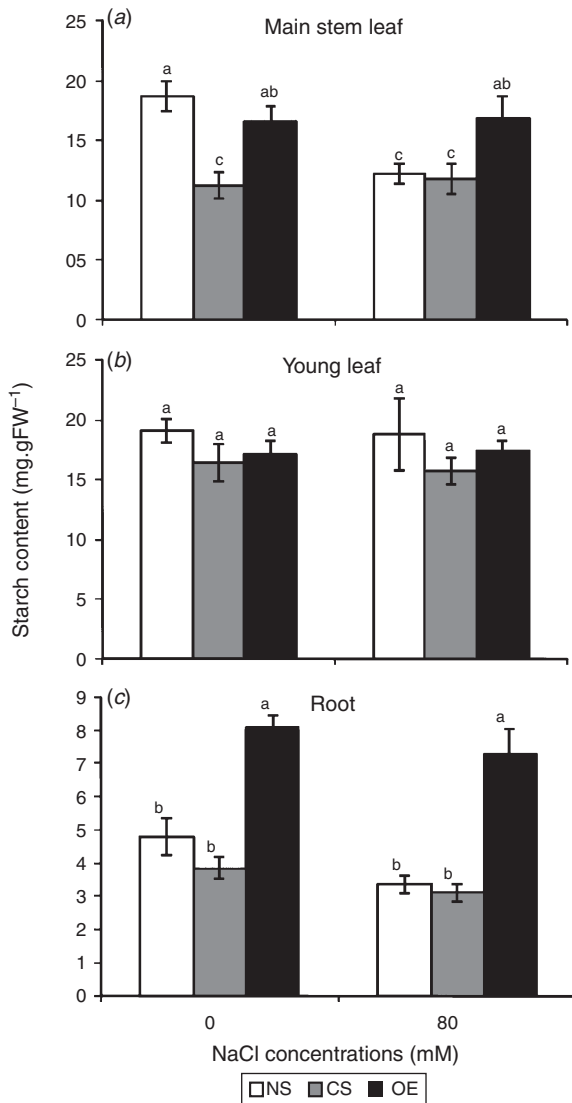 (a) Main stem leaf
25
20
15
10
05
0
a
c
ab
c
c
ab
(b) Young leaf
25
20
15
10
5
0
a
a
a
a
a
a
Starch content (mg.gFW⁻¹)
(c) Root
9
8
7
6
5
4
3
2
1
0
b
b
a
b
b
a
0 80
NaCl concentrations (mM)
NS CS OE